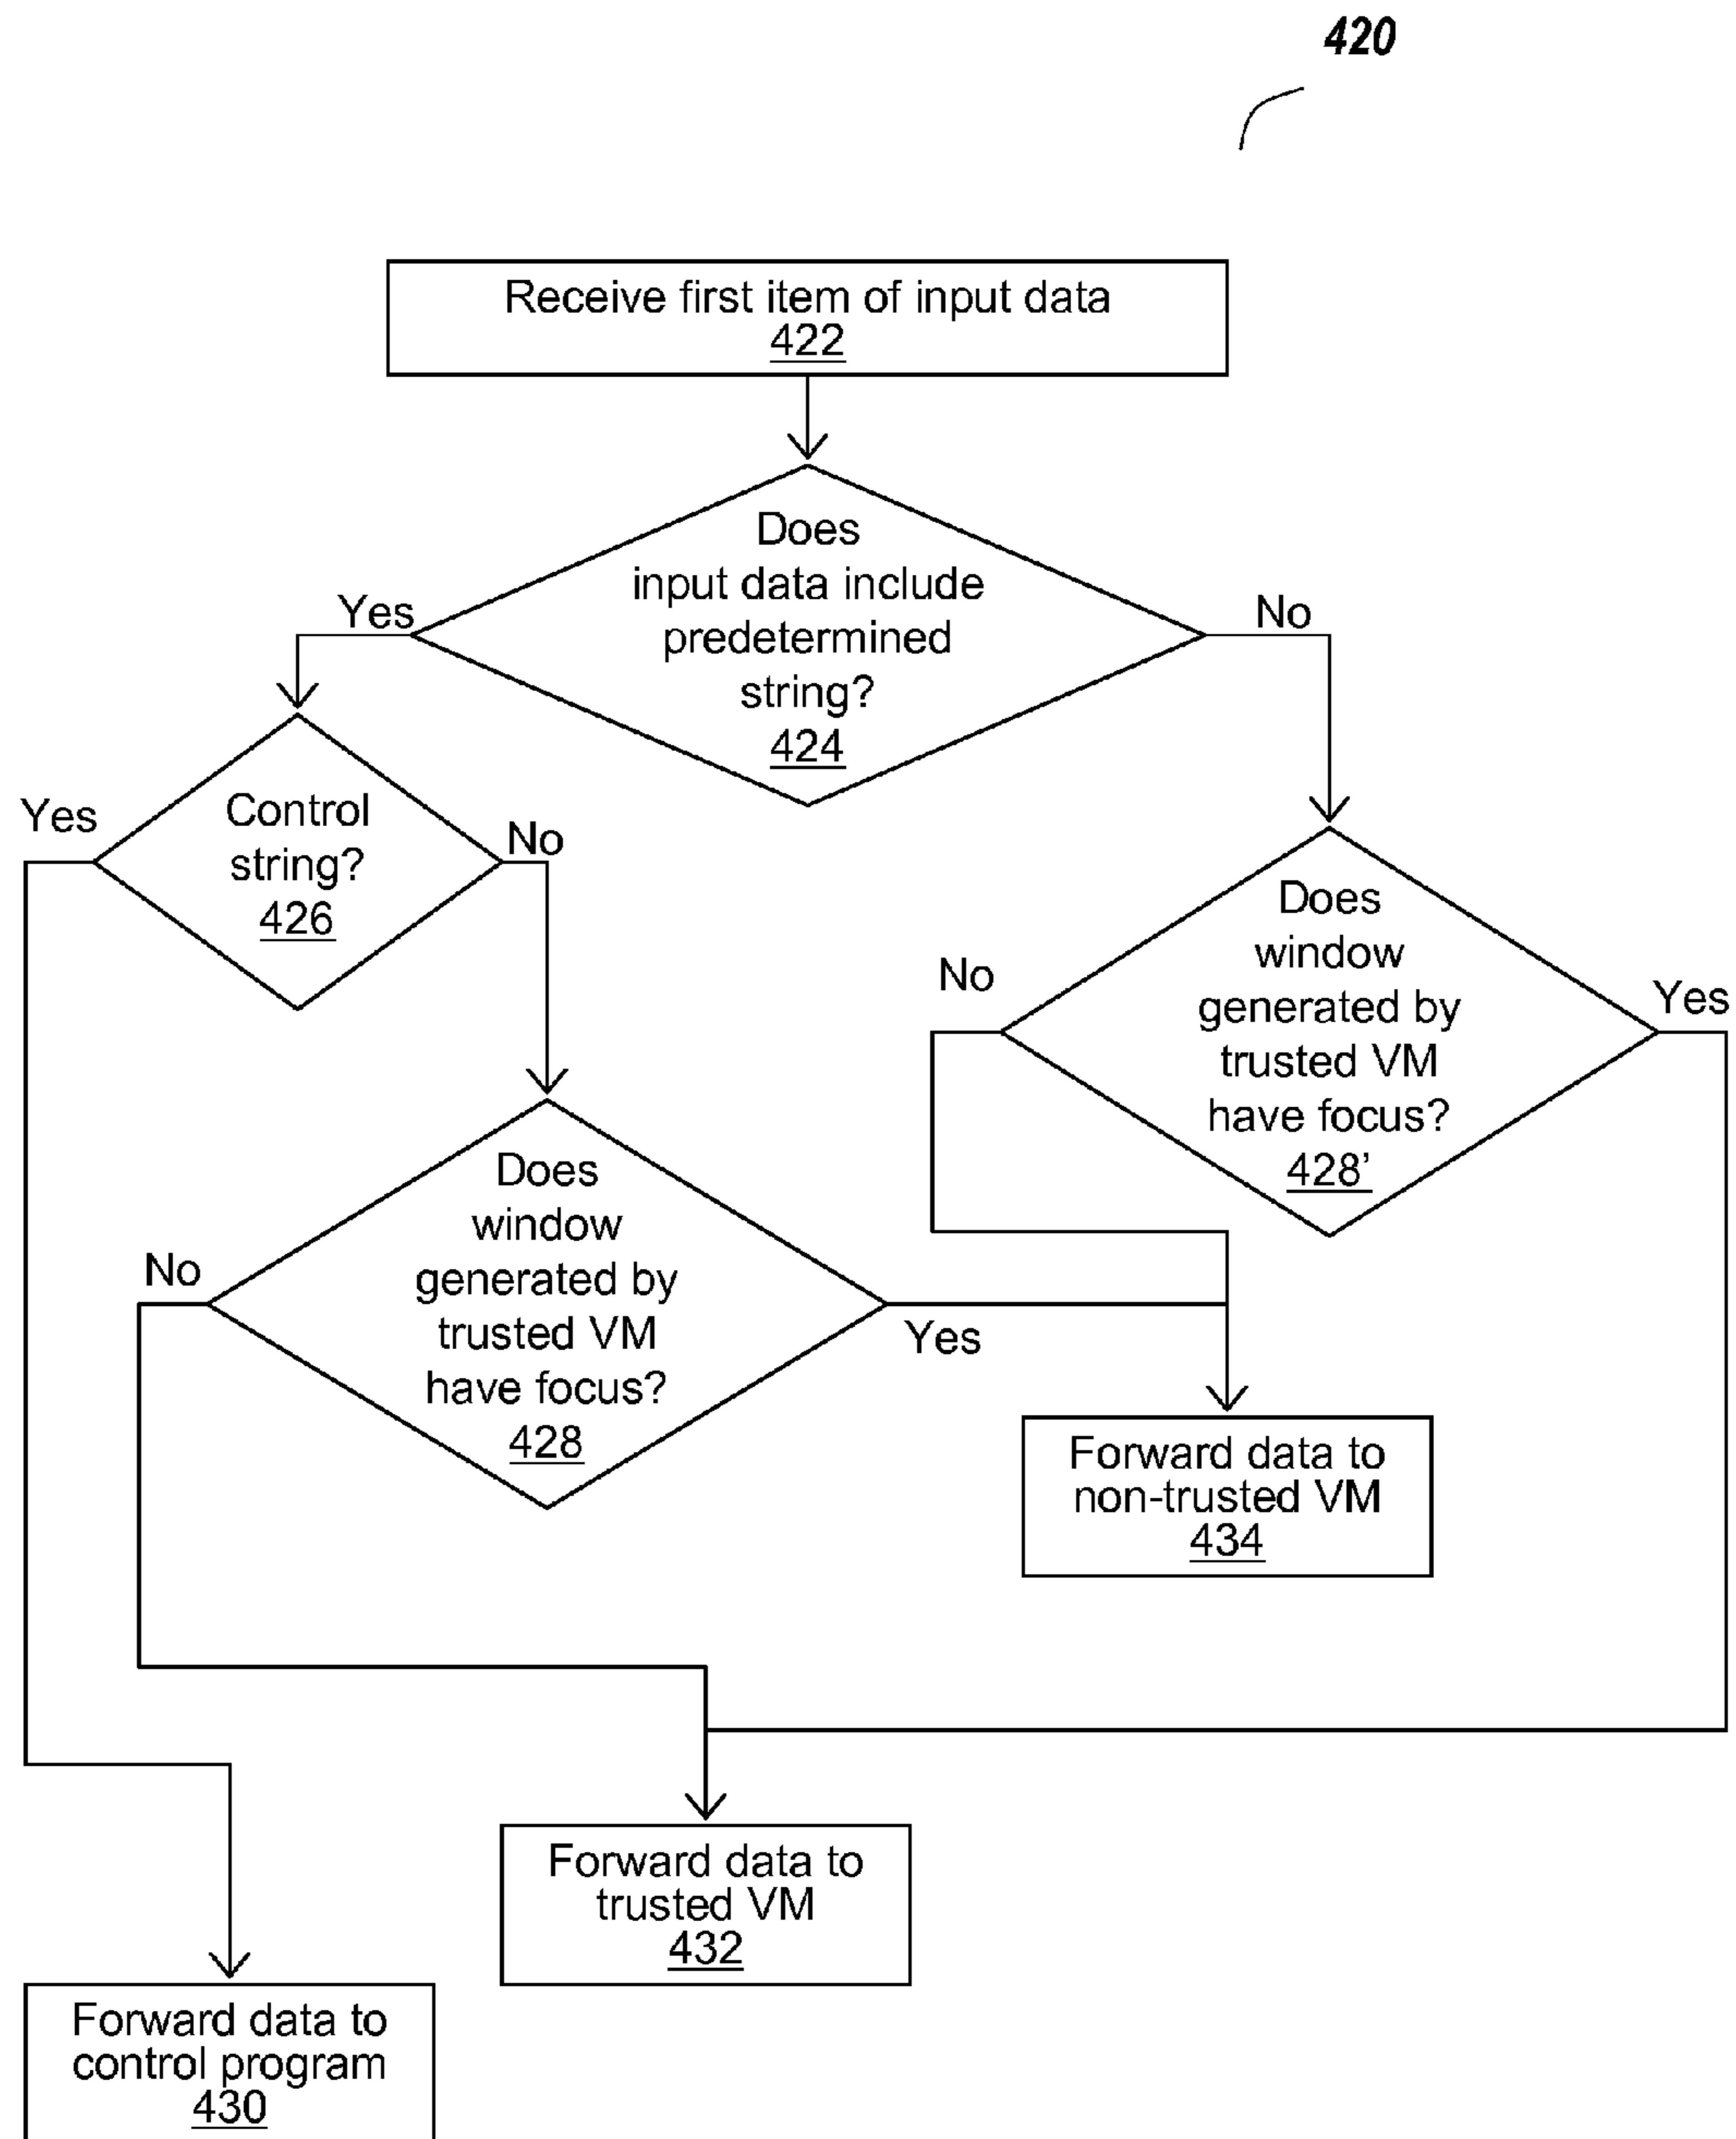 420
Receive first item of input data
422
Does
input data include
predetermined
string?
424
Yes
No
Control
string?
426
Yes
No
Does
window
generated by
trusted VM
have focus?
428’
No
Yes
Does
window
generated by
trusted VM
have focus?
428
No
Yes
Forward data to
non-trusted VM
434
Forward data to
trusted VM
432
Forward data to
control program
430